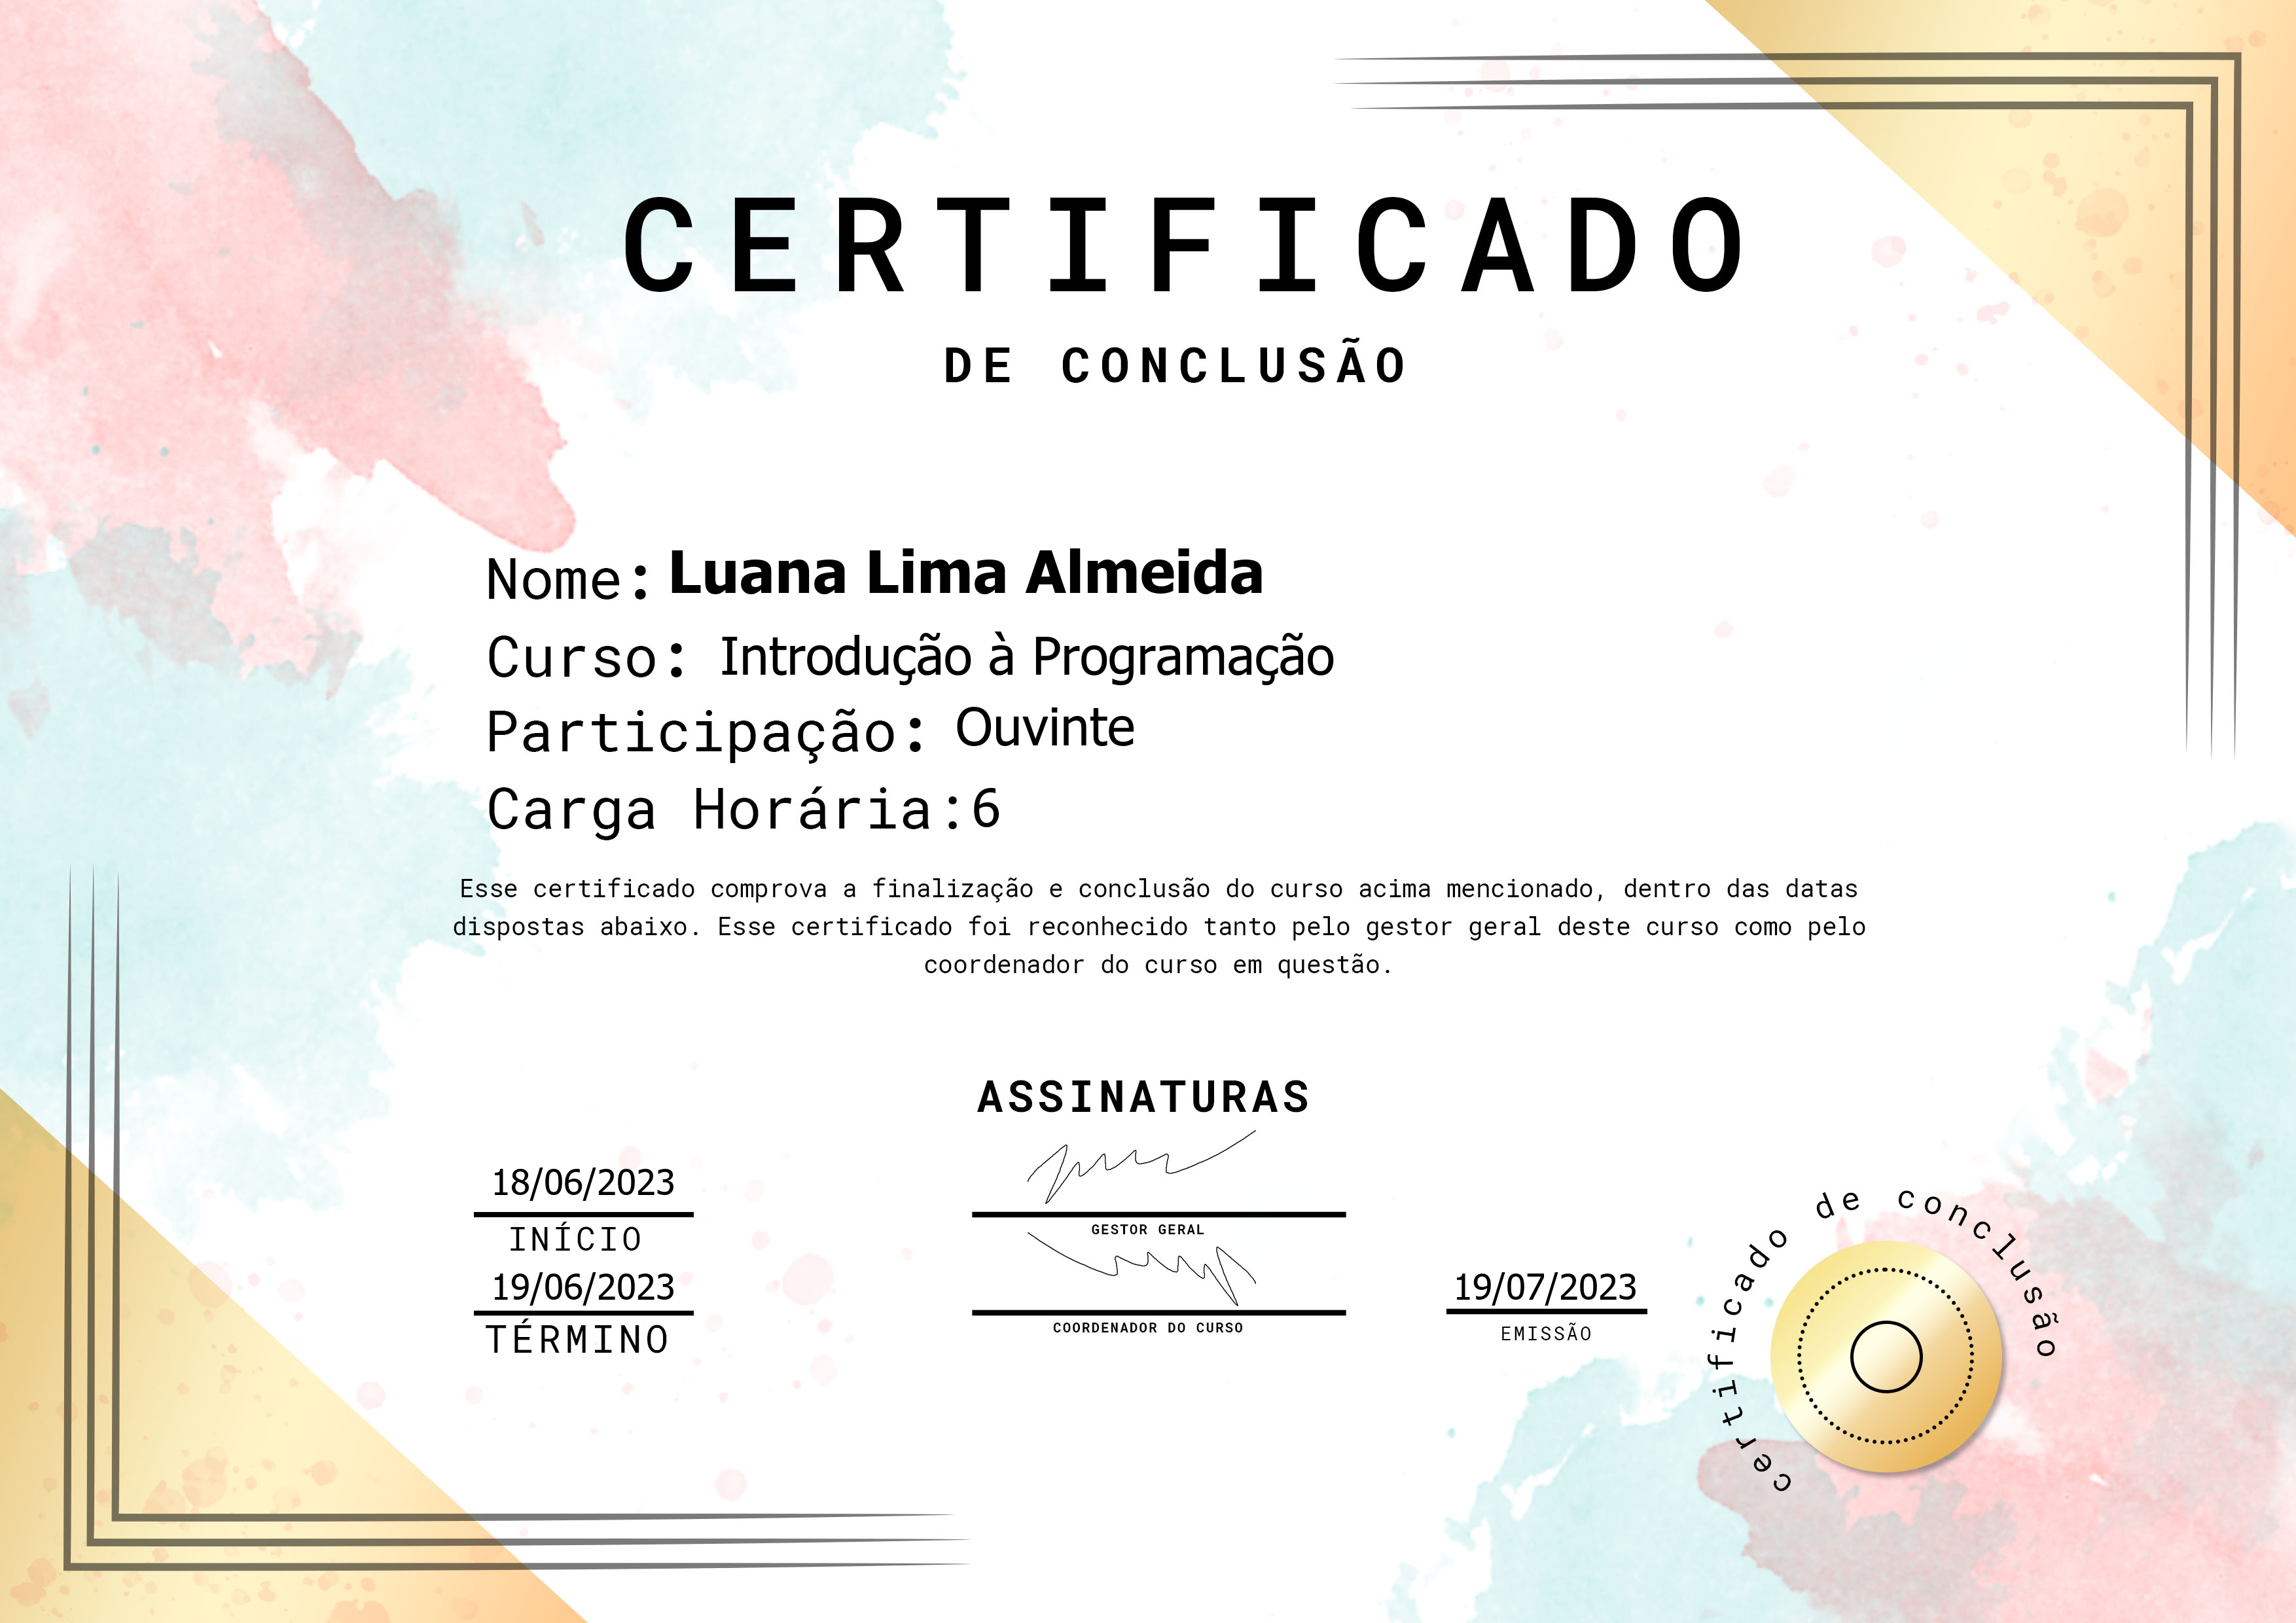 CERTIFICADO
DE CONCLUSÃO
Nome: Luana Lima Almeida
Curso: Introdução à Programação
Participação: Ouvinte
Carga Horária:6
Esse certificado comprova a finalização e conclusão do curso acima mencionado, dentro das datas
dispostas abaixo. Esse certificado foi reconhecido tanto pelo gestor geral deste curso como pelo
coordenador do curso em questão.
ASSINATURAS
18/06/2023
INÍCIO
19/06/2023
TÉRMINO
GESTOR GERAL
COORDENADOR DO CURSO
19/07/2023
EMISSÃO
certificado de conclusão